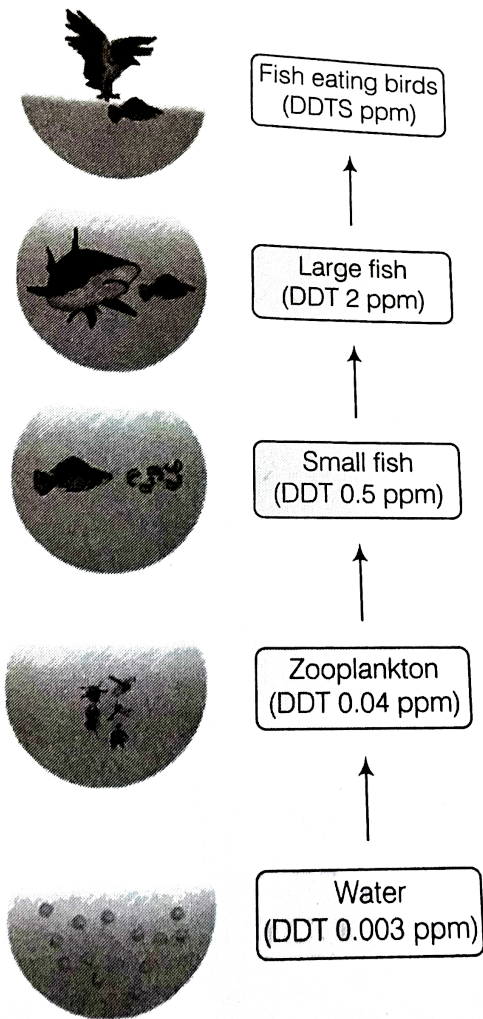 Fish eating birds
(DDTS ppm)
Large fish
(DDT 2 ppm)
Small fish
(DDT 0.5 ppm)
Zooplankton
(DDT 0.04 ppm)
Water
(DDT 0.003 ppm)